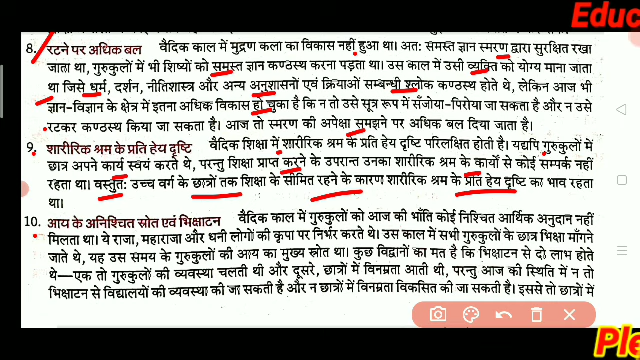 Educ
8. रटने पर अधिक बल वैदिक काल में मुद्रण कला का विकास नहीं हुआ था। अतः समस्त ज्ञान स्मरण द्वारा सुरक्षित रखा
जाता था, गुरुकुलों में भी शिष्यों को समस्त ज्ञान कण्ठस्थ करना पड़ता था। उस काल में उसी व्यक्ति को योग्य माना जाता
था जिसे धर्म, दर्शन, नीतिशास्त्र और अन्य अनुशासनों एवं क्रियाओं सम्बन्धी श्लोक कण्ठस्थ होते थे, लेकिन आज भी
ज्ञान-विज्ञान के क्षेत्र में इतना अधिक विकास हो चुका है कि न तो उसे सूत्र रूप में संजोया-पिरोया जा सकता है और न उसे
रटकर कण्ठस्थ किया जा सकता है। आज तो स्मरण की अपेक्षा समझने पर अधिक बल दिया जाता है।
9. शारीरिक श्रम के प्रति हेय दृष्टि वैदिक शिक्षा में शारीरिक श्रम के प्रति हेय दृष्टि परिलक्षित होती है। यद्यपि गुरुकुलों में
छात्र अपने कार्य स्वयं करते थे, परन्तु शिक्षा प्राप्त करने के उपरान्त उनका शारीरिक श्रम के कार्यों से कोई सम्पर्क नहीं
रहता था। वस्तुतः उच्च वर्ग के छात्रों तक शिक्षा के सीमित रहने के कारण शारीरिक श्रम के प्रति हेय दृष्टि का भाव रहता
था।
10. आय के अनिश्चित स्रोत एवं भिक्षाटन वैदिक काल में गुरुकुलों को आज की भाँति कोई निश्चित आर्थिक अनुदान नहीं
मिलता था। ये राजा, महाराजा और धनी लोगों की कृपा पर निर्भर करते थे। उस काल में सभी गुरुकुलों के छात्र भिक्षा माँगने
जाते थे, यह उस समय के गुरुकुलों की आय का मुख्य स्रोत था। कुछ विद्वानों का मत है कि भिक्षाटन से दो लाभ होते
थे—एक तो गुरुकुलों की व्यवस्था चलती थी और दूसरे, छात्रों में विनम्रता आती थी, परन्तु आज की स्थिति में न तो
भिक्षाटन से विद्यालयों की व्यवस्था की जा सकती है और न छात्रों में विनम्रता विकसित की जा सकती है। इससे तो छात्रों में
Ple